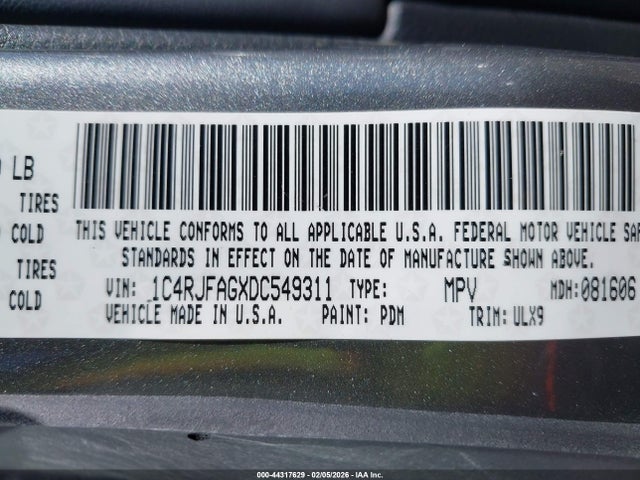 LB
TIRES
COLD
TIRES
COLD
THIS VEHICLE CONFORMS TO ALL APPLICABLE U.S.A. FEDERAL MOTOR VEHICLE SAF
STANDARDS IN EFFECT ON THE DATE OF MANUFACTURE SHOWN ABOVE.
VIN: 1C4RJFAGXDC549311 TYPE: MPV MDH:081606
VEHICLE MADE IN U.S.A. PAINT: PDM TRIM:ULX9
000-44317629 | 02/05/2026 | IAA Inc.